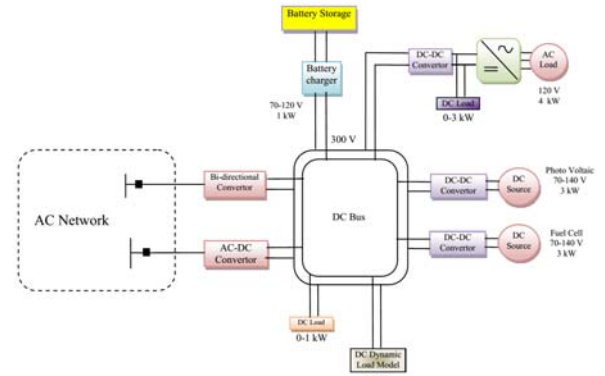 Battery Storage
Battery
charger
70-120 V
1 kW
300 V
DC-DC
Convertor
DC Load
0-3 kW
AC
Load
120 V
4 kW
AC Network
Bi-directional
Convertor
AC-DC
Convertor
DC Bus
DC-DC
Convertor
DC
Source
Photo Voltaic
70-140 V
3 kW
DC-DC
Convertor
DC
Source
Fuel Cell
70-140 V
3 kW
DC Load
0-1 kW
DC Dynamic
Load Model